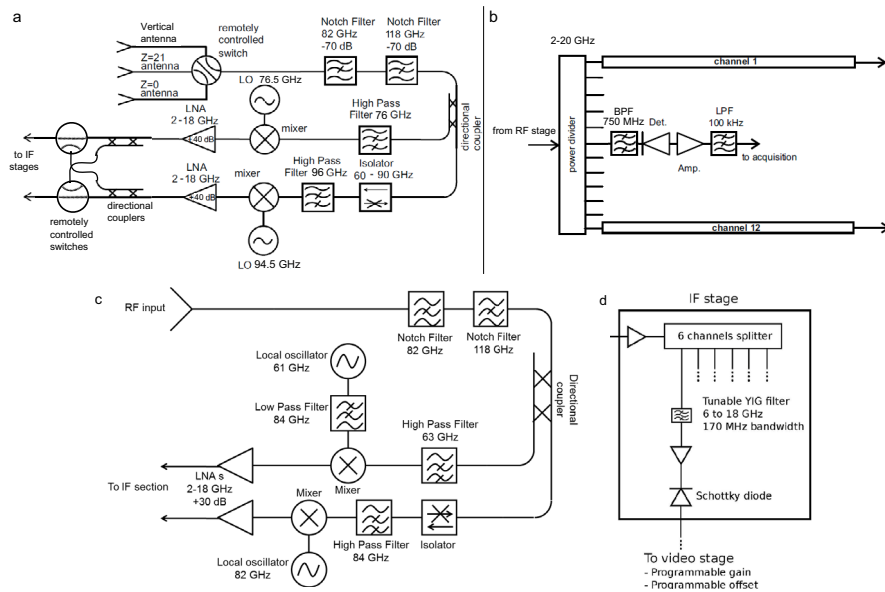 a
Vertical
antenna
Z=21
antenna
Z=0
antenna
remotely
controlled
switch
Notch Filter
82 GHz
-70 dB
Notch Filter
118 GHz
-70 dB
LO 76.5 GHz
LNA
2-18 GHz
+40 dB
mixer
High Pass
Filter 76 GHz
directional
coupler
to IF
stages
LNA
2-18 GHz
+40 dB
mixer
High Pass
Filter 96 GHz
Isolator
60 - 90 GHz
remotely
controlled
switches
directional
couplers
LO 94.5 GHz
b
2-20 GHz
channel 1
from RF stage
power divider
BPF
750 MHz
Det.
Amp.
LPF
100 kHz
to acquisition
channel 12
c
RF input
Notch Filter
82 GHz
Notch Filter
118 GHz
Local oscillator
61 GHz
Low Pass Filter
84 GHz
High Pass Filter
63 GHz
Directional
coupler
To IF section
LNA s
2-18 GHz
+30 dB
Mixer
Mixer
High Pass Filter
84 GHz
Isolator
Local oscillator
82 GHz
d
IF stage
6 channels splitter
Tunable YIG filter
6 to 18 GHz
170 MHz bandwidth
Schottky diode
To video stage
- Programmable gain
- Programable offset